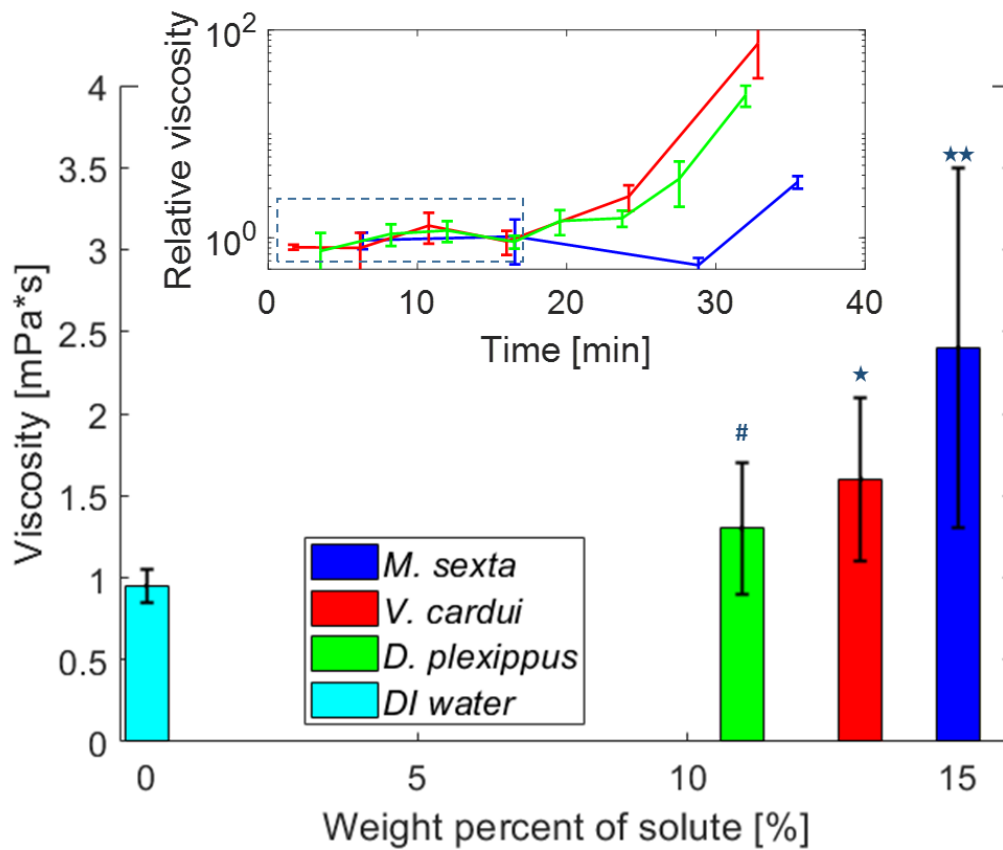 10²
10⁰
Relative viscosity
0 10 20 30 40
Time [min]
4
3.5
3
2.5
2
1.5
1
0.5
0
Viscosity [mPa*s]
★★
★
#
M. sexta
V. cardui
D. plexippus
DI water
0 5 10 15
Weight percent of solute [%]